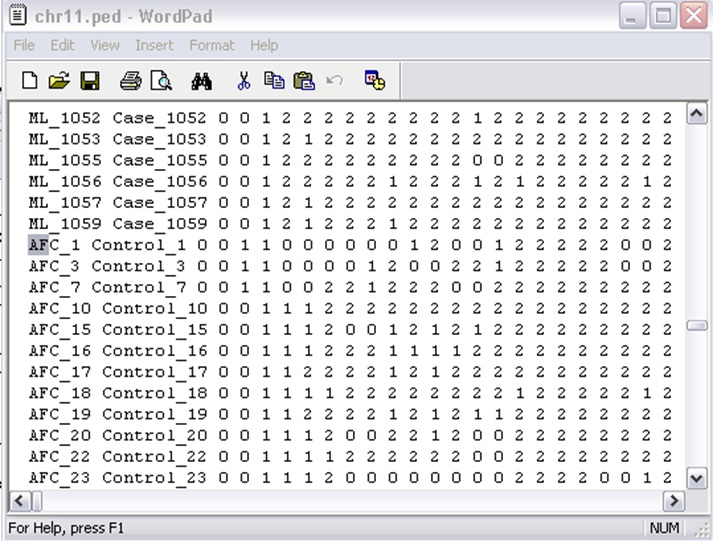 chr11.ped - WordPad
File Edit View Insert Format Help
ML_1052 Case_1052 0 0 1 2 2 2 2 2 2 2 2 2 1 2 2 2 2 2 2 2 2 2
ML_1053 Case_1053 0 0 1 2 1 2 2 2 2 2 2 2 2 2 2 2 2 2 2 2 2 2
ML_1055 Case_1055 0 0 1 2 2 2 2 2 2 2 2 2 0 0 2 2 2 2 2 2 2 2
ML_1056 Case_1056 0 0 1 2 2 2 2 2 1 2 2 2 1 2 1 2 2 2 2 2 1 2
ML_1057 Case_1057 0 0 1 2 1 2 2 2 2 2 2 2 2 2 2 2 2 2 2 2 2 2
ML_1059 Case_1059 0 0 1 2 1 2 2 2 1 2 2 2 2 2 2 2 2 2 2 2 2 2
AFC_1 Control_1 0 0 1 1 0 0 0 0 0 0 1 2 0 0 1 2 2 2 2 2 0 0 2
AFC_3 Control_3 0 0 1 1 0 0 0 0 1 2 0 0 2 2 1 2 2 2 2 2 0 0 2
AFC_7 Control_7 0 0 1 1 0 0 2 2 1 2 2 2 0 0 2 2 2 2 2 2 2 2 2
AFC_10 Control_10 0 0 1 1 1 2 2 2 2 2 2 2 2 2 2 2 2 2 2 2 2 2
AFC_15 Control_15 0 0 1 1 1 2 0 0 1 2 1 2 1 2 2 2 2 2 2 2 2 2
AFC_16 Control_16 0 0 1 1 1 2 2 2 1 1 1 1 2 2 2 2 2 2 2 2 2 2
AFC_17 Control_17 0 0 1 1 2 2 2 2 1 2 1 2 2 2 2 2 2 2 2 2 2 2
AFC_18 Control_18 0 0 1 1 1 1 2 2 2 2 2 2 2 2 1 2 2 2 2 2 1 2
AFC_19 Control_19 0 0 1 1 2 2 2 2 1 2 1 2 1 1 2 2 2 2 2 2 2 2
AFC_20 Control_20 0 0 1 1 1 2 0 0 2 2 1 2 0 0 2 2 2 2 2 2 2 2
AFC_22 Control_22 0 0 1 1 1 1 2 2 2 2 2 2 0 0 2 2 2 2 2 2 2 2
AFC_23 Control_23 0 0 1 1 1 2 0 0 0 0 0 0 0 0 2 2 2 2 0 0 1 2
For Help, press F1
NUM